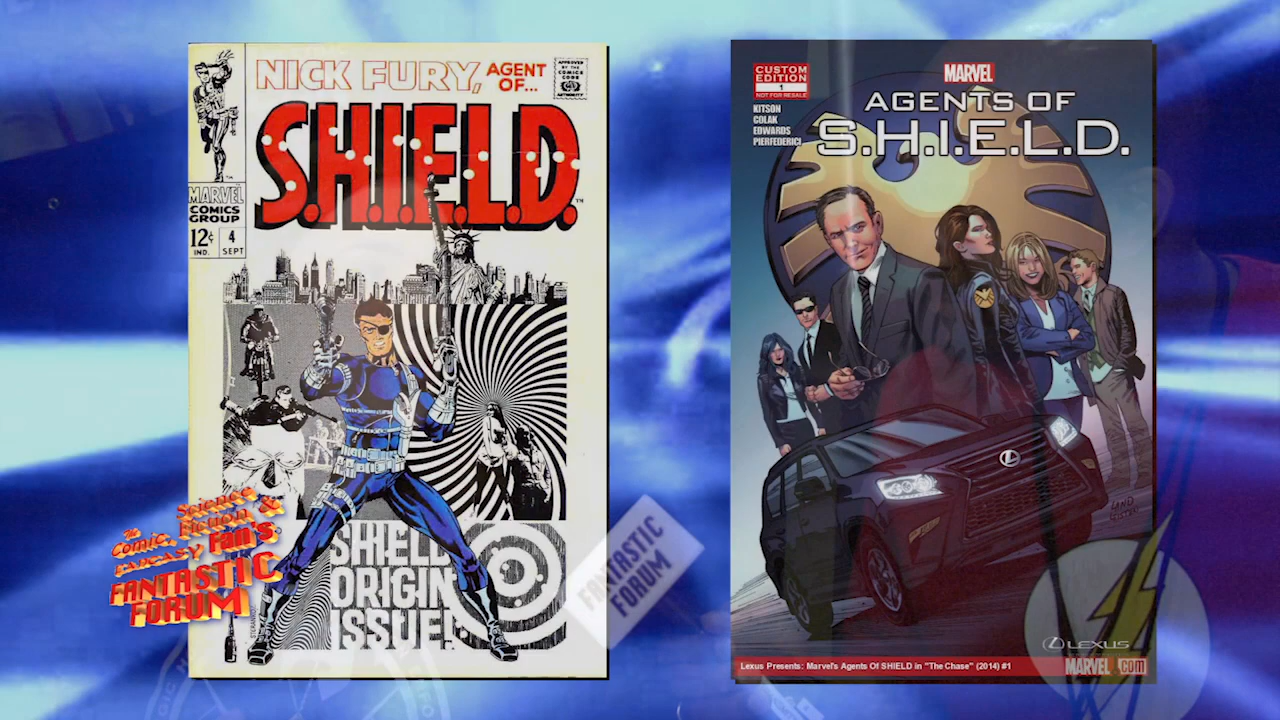 NICK FURY, AGENT OF...
S.H.I.E.L.D.
TM
APPROVED
BY THE
COMICS
CODE
AUTHORITY
MARVEL
COMICS
GROUP
12¢
IND.
4
SEPT
SHIELD
ORIGIN
ISSUE!
The
Comic, Science
Fiction &
FANTASY Fan's
FANTASTIC
FORUM
FANTASTIC
FORUM
CUSTOM
EDITION
1
NOT FOR RESALE
KITSON
COLAK
EDWARDS
PIERFEDERICI
MARVEL
AGENTS OF
S.H.I.E.L.D.
LAND
LEXUS
Lexus Presents: Marvel's Agents Of SHIELD in "The Chase" (2014) #1
MARVEL.com